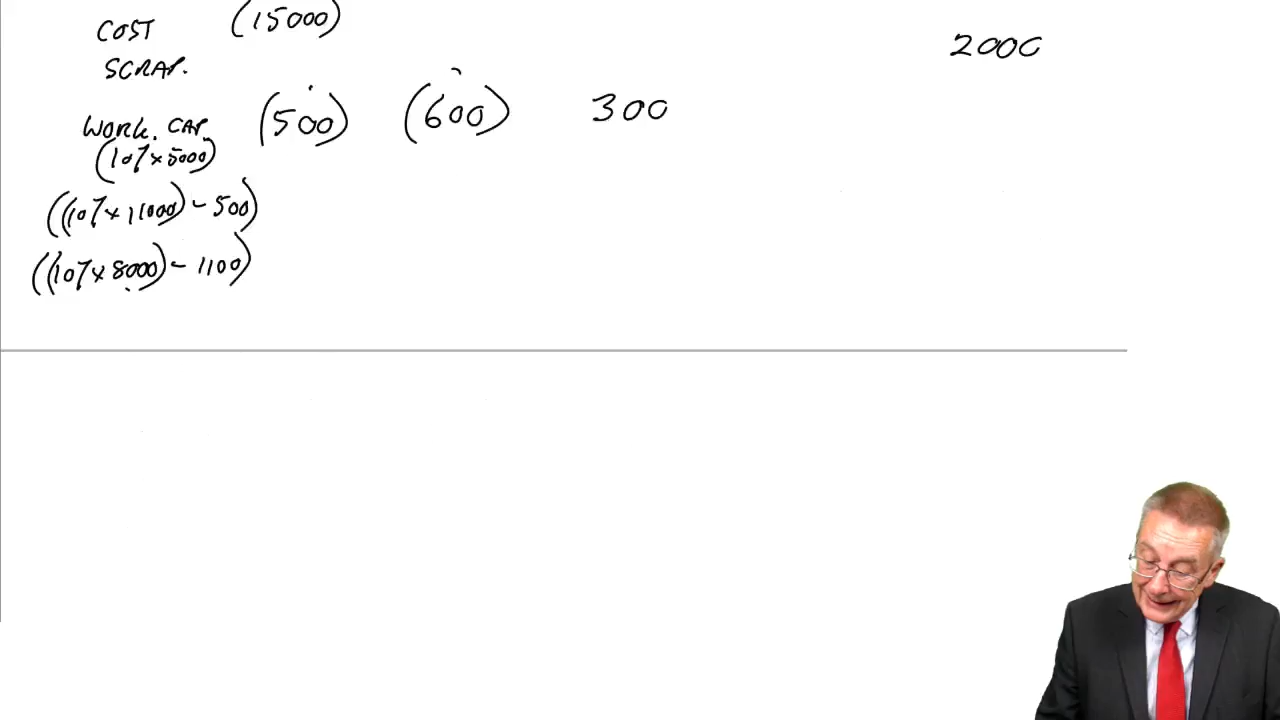 COST (15000)
SCRAP. 2000
WORK. CAP (500) (600) 300
(10% × 5000)
((10% × 11000) - 500)
((10% × 8000) - 1100)